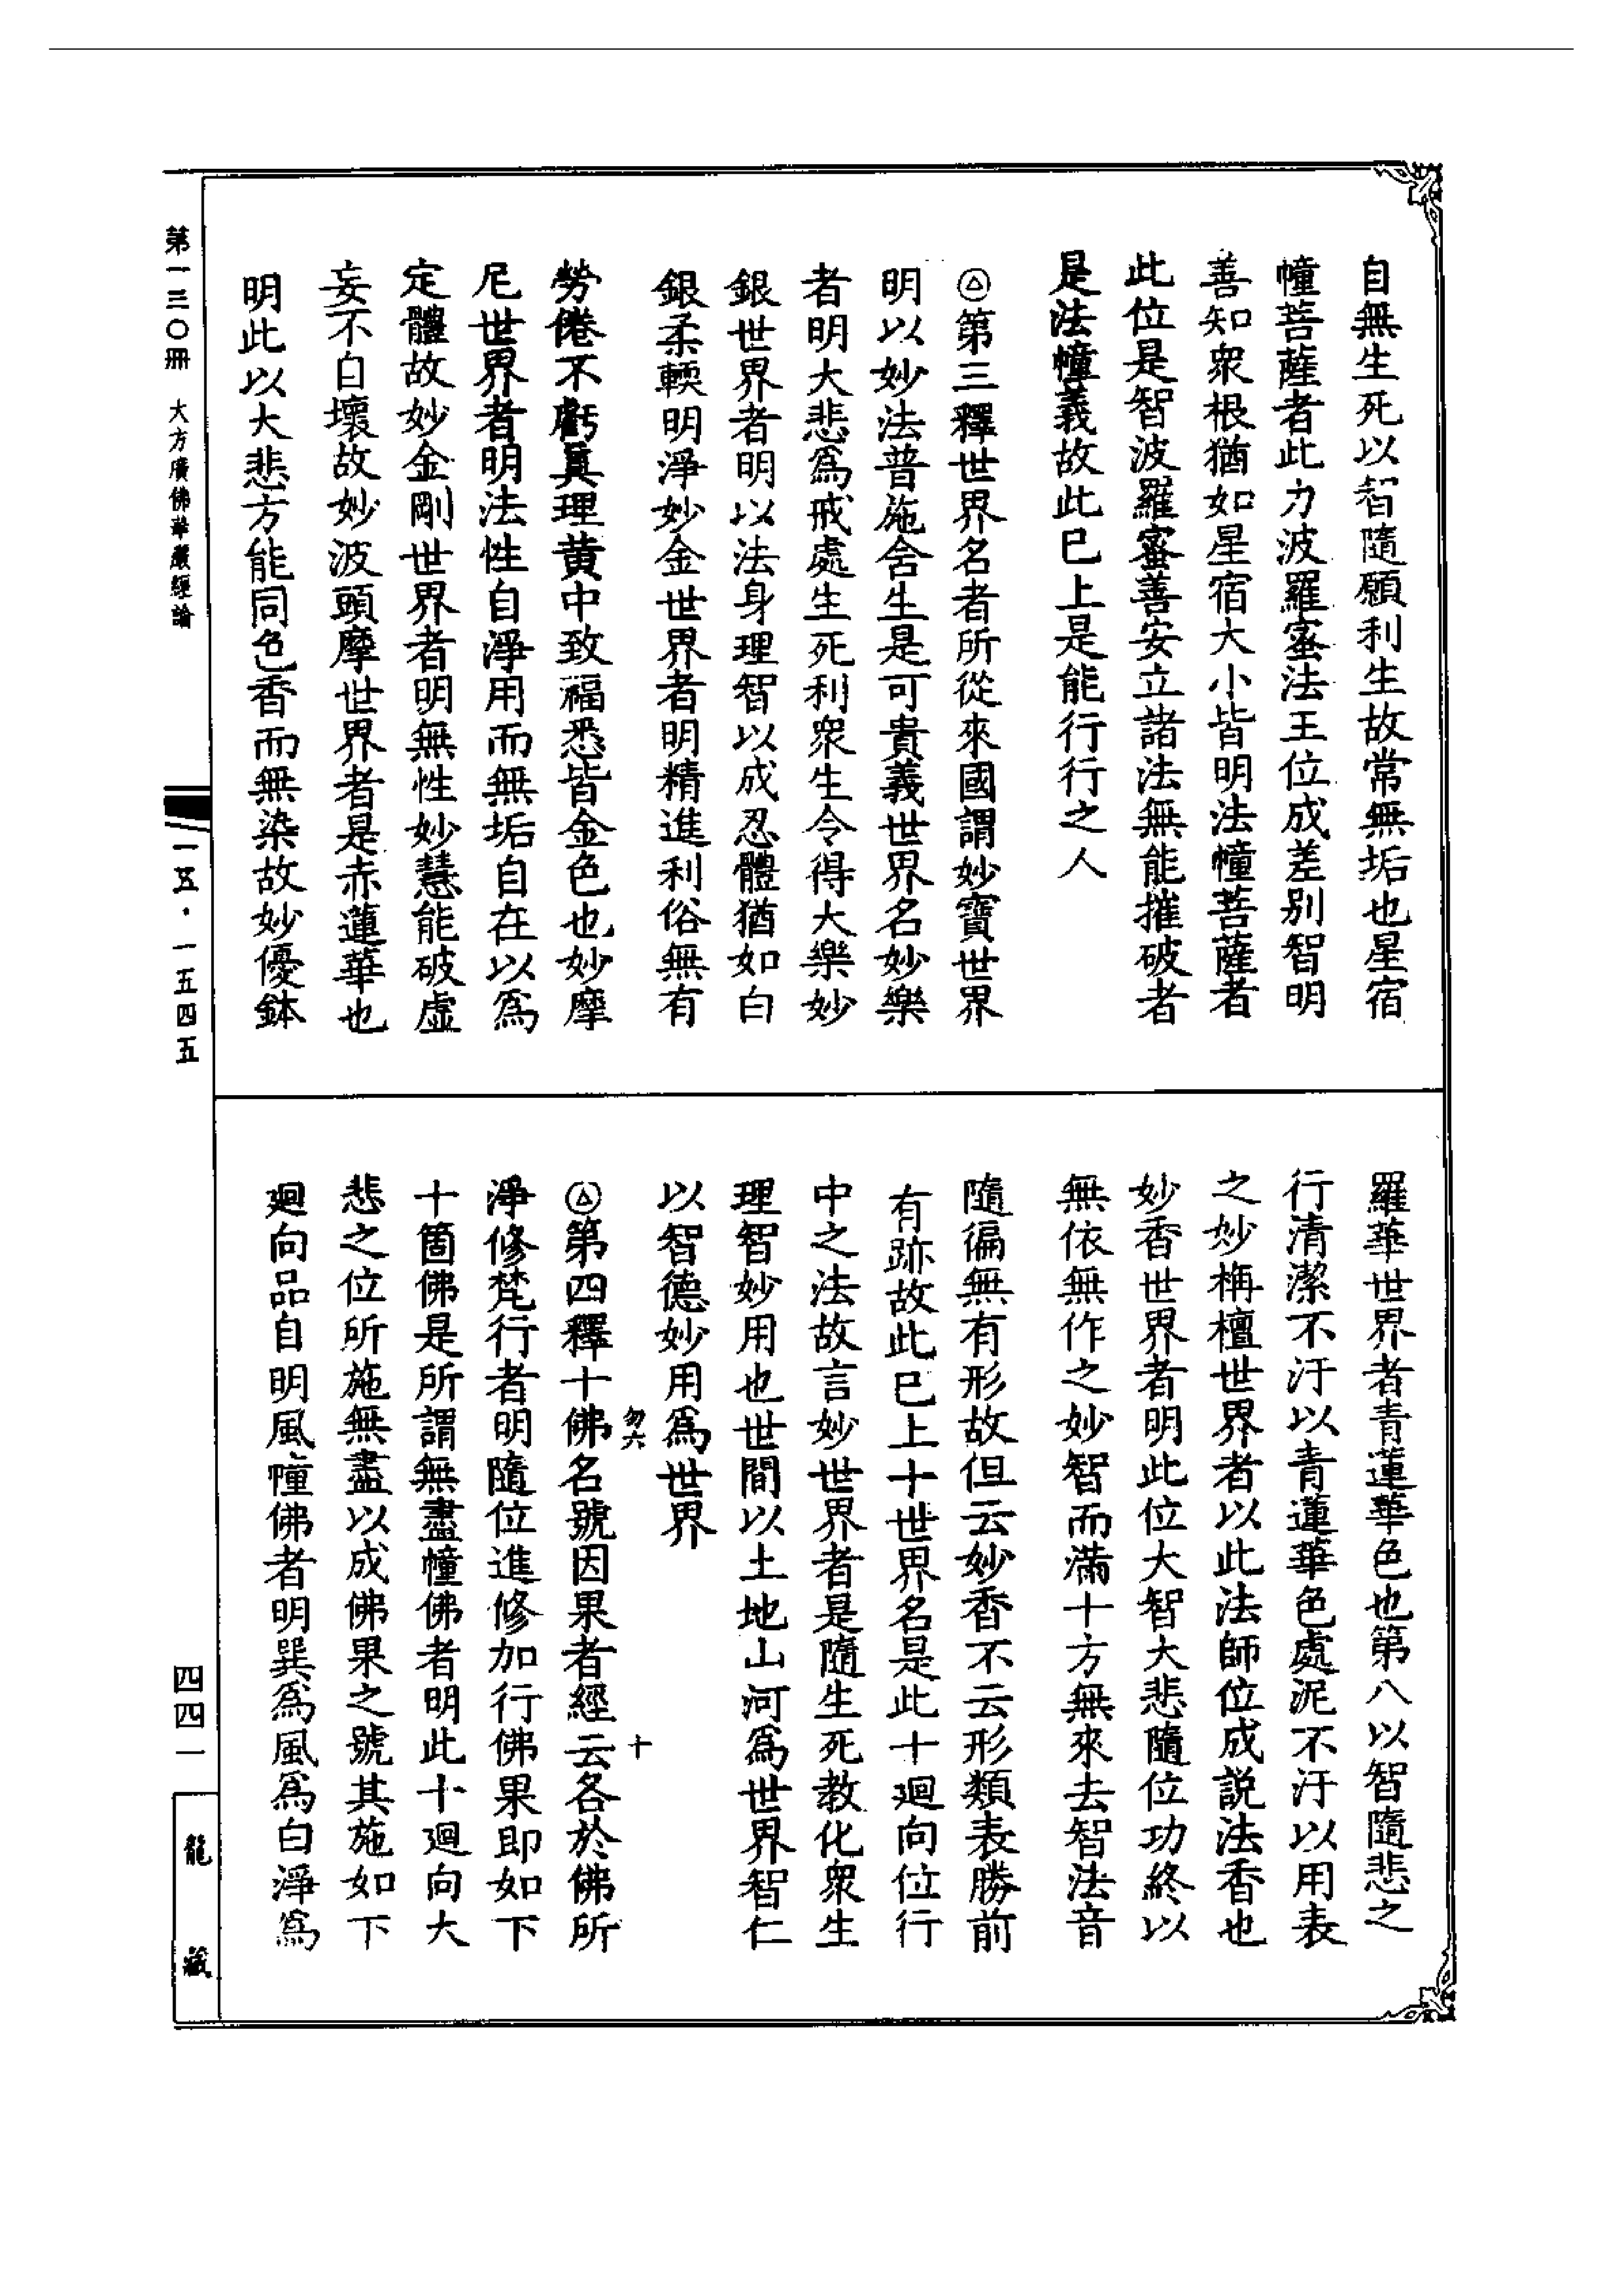 自無生死以智隨願利生故常無垢也星宿
幢菩薩者此力波羅蜜法王位成差別智明
善知衆根猶如星宿大小皆明法幢菩薩者
此位是智波羅蜜善安立諸法無能摧破者
是法幢義故此已上是能行行之人
㊂第三釋世界名者所從來國謂妙寶世界
明以妙法普施含生是可貴義世界名妙樂
者明大悲爲戒處生死利衆生令得大樂妙
銀世界者明以法身理智以成忍體猶如白
銀柔輭明淨妙金世界者明精進利俗無有
勞倦不虧眞理黃中致福悉皆金色也妙摩
尼世界者明法性自淨用而無垢自在以爲
定體故妙金剛世界者明無性妙慧能破虛
妄不自壞故妙波頭摩世界者是赤蓮華也
明此以大悲方能同色香而無染故妙優鉢
羅華世界者青蓮華色也第八以智隨悲之
行清潔不汙以青蓮華色處泥不汙以用表
之妙栴檀世界者以此法師位成説法香也
妙香世界者明此位大智大悲隨位功終以
無依無作之妙智而滿十方無來去智法音
隨徧無有形故但云妙香不云形類表勝前
有跡故此已上十世界名是此十迴向位行
中之法故言妙世界者是隨生死教化衆生
理智妙用也世間以土地山河爲世界智仁
以智德妙用爲世界
勿六 十
第四釋十佛名號因果者經云各於佛所
淨修梵行者明隨位進修加行佛果即如下
十箇佛是所謂無盡幢佛者明此十迴向大
悲之位所施無盡以成佛果之號其施如下
迴向品自明風幢佛者明巽爲風爲白淨爲
第一三〇冊 大方廣佛華嚴經論
一五．一五四五
四四一
龍藏